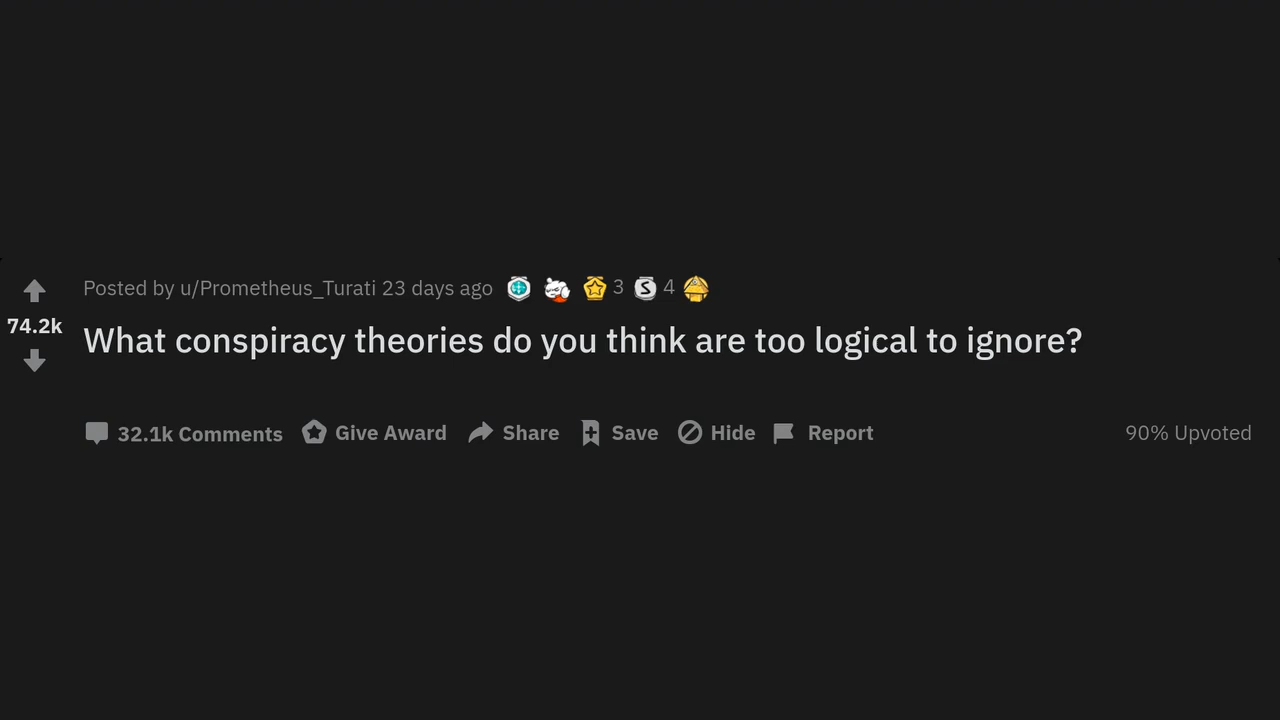 Posted by u/Prometheus_Turati 23 days ago 3 4
74.2k
What conspiracy theories do you think are too logical to ignore?
32.1k Comments Give Award Share Save Hide Report 90% Upvoted